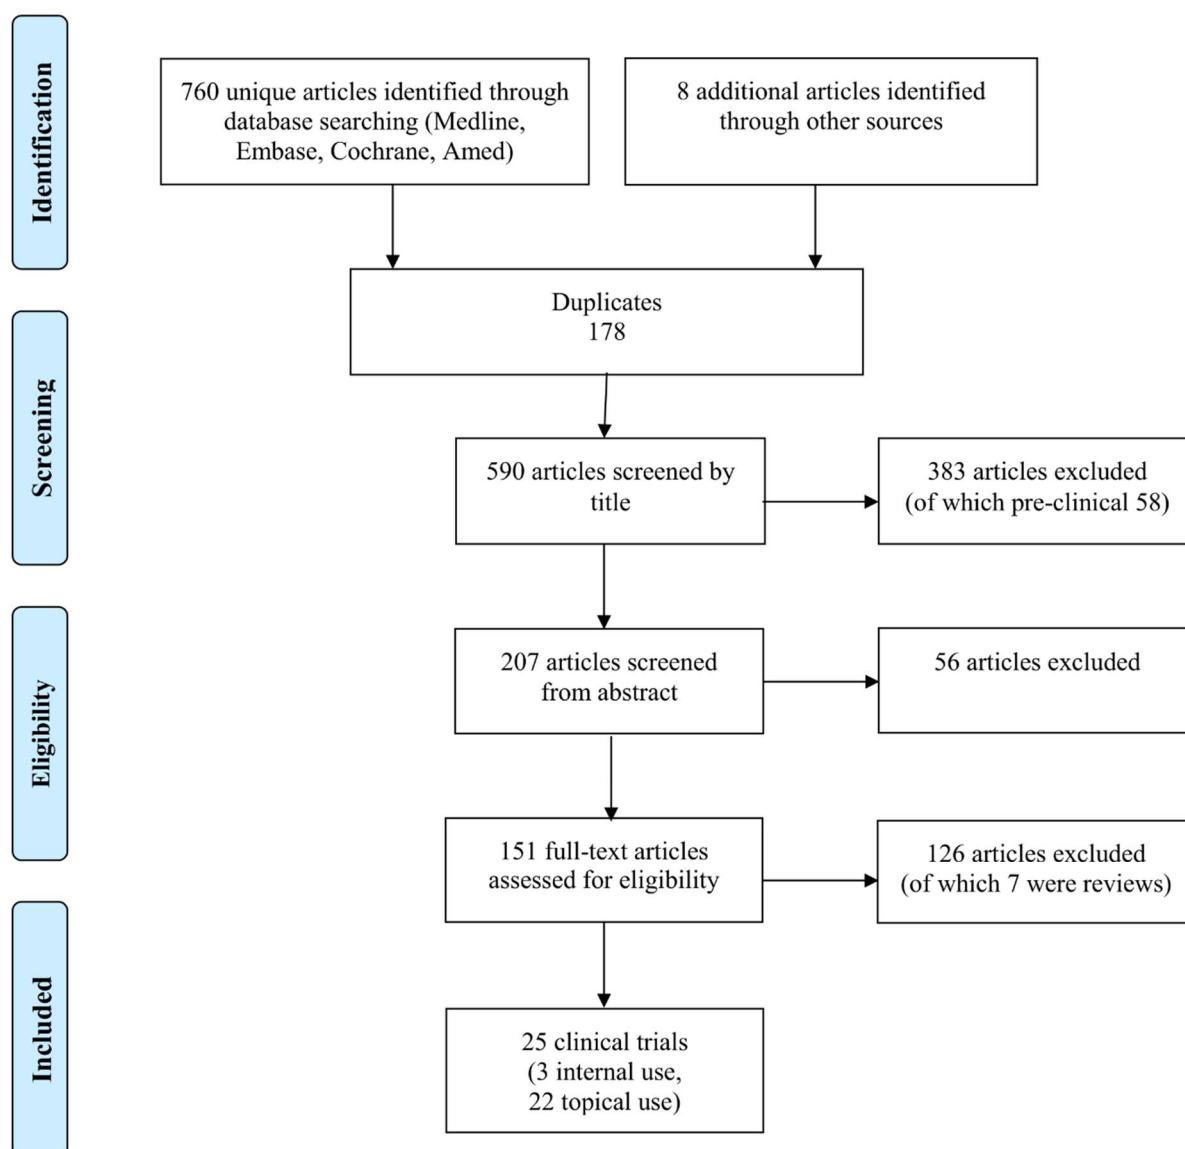 Identification
760 unique articles identified through
database searching (Medline,
Embase, Cochrane, Amed)
8 additional articles identified
through other sources
Duplicates
178
Screening
590 articles screened by
title
383 articles excluded
(of which pre-clinical 58)
Eligibility
207 articles screened
from abstract
56 articles excluded
151 full-text articles
assessed for eligibility
126 articles excluded
(of which 7 were reviews)
Included
25 clinical trials
(3 internal use,
22 topical use)